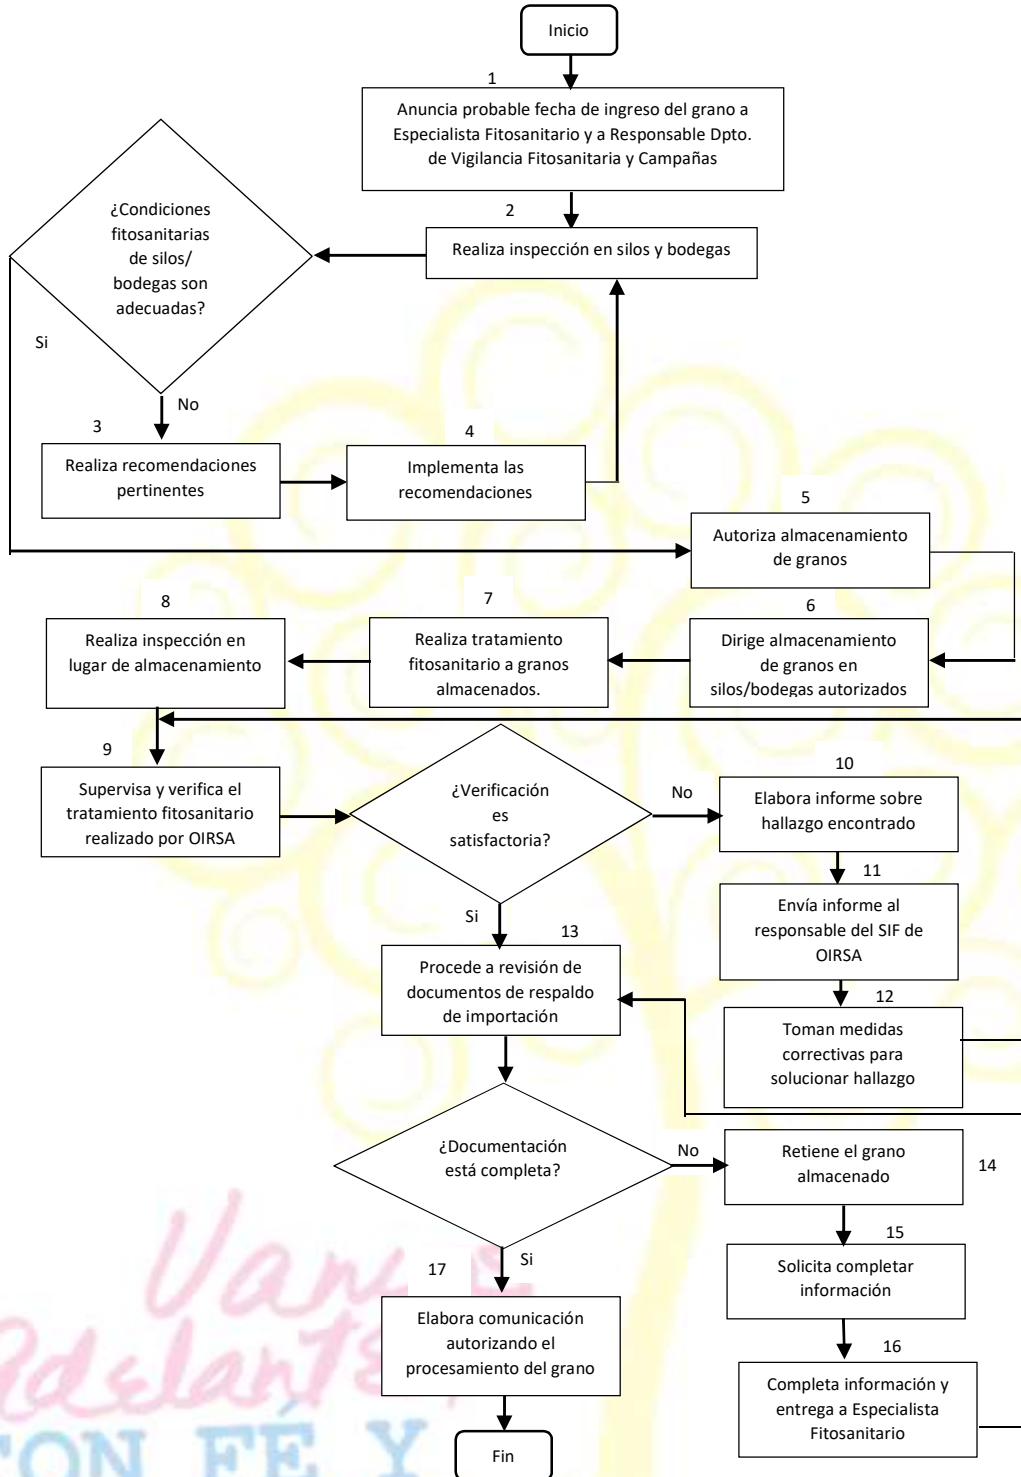 Inicio
1
Anuncia probable fecha de ingreso del grano a
Especialista Fitosanitario y a Responsable Dpto.
de Vigilancia Fitosanitaria y Campañas
2
Realiza inspección en silos y bodegas
¿Condiciones
fitosanitarias
de silos/
bodegas son
adecuadas?
Si
No
3
Realiza recomendaciones
pertinentes
4
Implementa las
recomendaciones
5
Autoriza almacenamiento
de granos
6
Dirige almacenamiento
de granos en
silos/bodegas autorizados
7
Realiza tratamiento
fitosanitario a granos
almacenados.
8
Realiza inspección en
lugar de almacenamiento
9
Supervisa y verifica el
tratamiento fitosanitario
realizado por OIRSA
¿Verificación
es
satisfactoria?
No
10
Elabora informe sobre
hallazgo encontrado
11
Envía informe al
responsable del SIF de
OIRSA
12
Toman medidas
correctivas para
solucionar hallazgo
Si
13
Procede a revisión de
documentos de respaldo
de importación
¿Documentación
está completa?
No
Retiene el grano
almacenado
14
15
Solicita completar
información
16
Completa información y
entrega a Especialista
Fitosanitario
Si
17
Elabora comunicación
autorizando el
procesamiento del grano
Fin
Vamos
Adelante,
CON FÉ Y